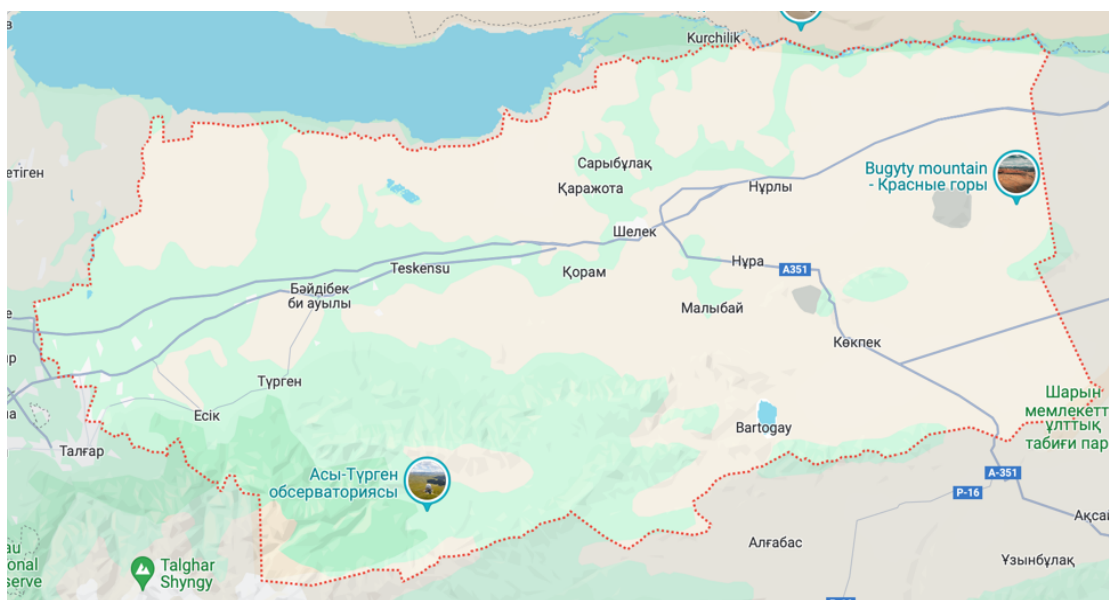 Kurchilik
етіген
Сарыбұлақ
Қаражота
Нұрлы
Bugyty mountain
- Красные горы
Шелек
Teskensu
Қорам
Нұра
A351
Бәйдібек
би ауылы
Малыбай
Көкпек
Түрген
Есік
Талғар
Bartogay
Шарын
мемлекетт
ұлттық
табиғи пар
Асы-Түрген
обсерваториясы
A-351
P-16
Ақсай
Алғабас
Ұзынбұлақ
au
onal
serve
Talghar
Shyngy